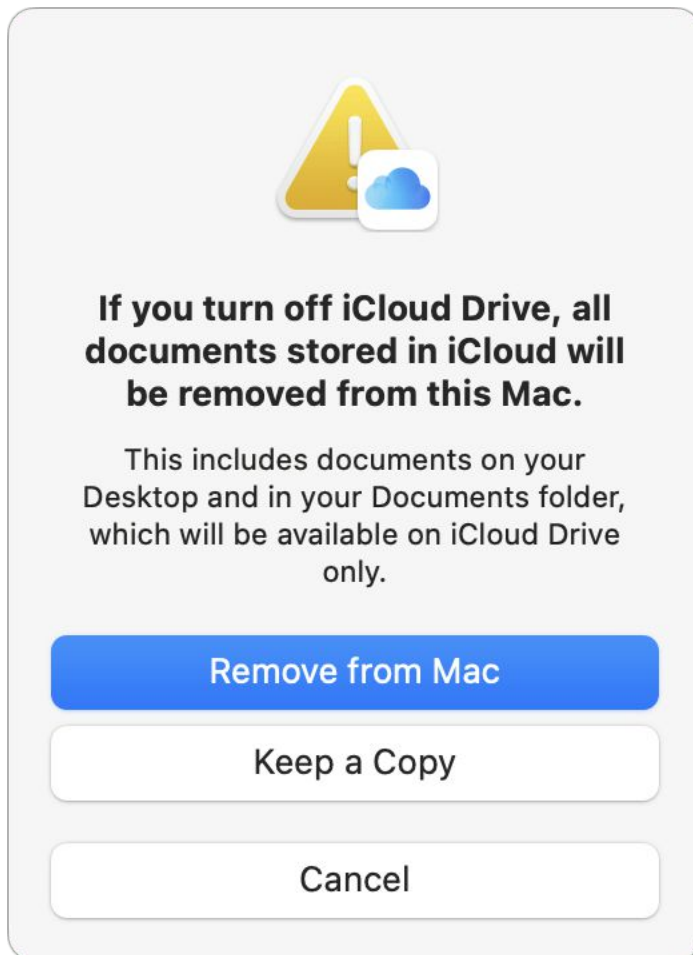 If you turn off iCloud Drive, all
documents stored in iCloud will
be removed from this Mac.
This includes documents on your
Desktop and in your Documents folder,
which will be available on iCloud Drive
only.
Remove from Mac
Keep a Copy
Cancel